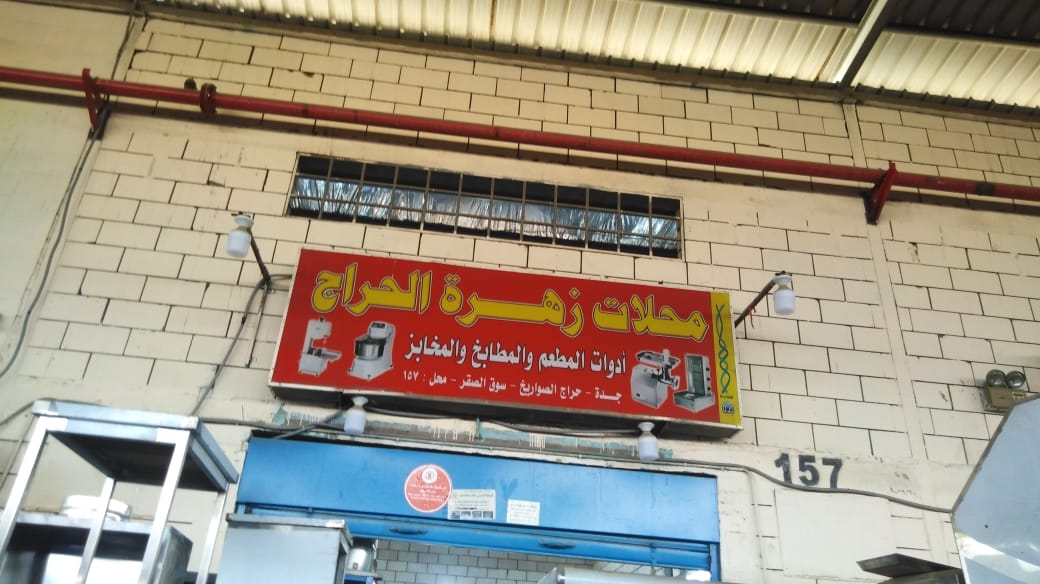 محلات زهرة الحراج
أدوات المطعم والمطابخ والمخابز
جدة - حراج الصواريخ - سوق الصقر - محل : ١٥٧
157